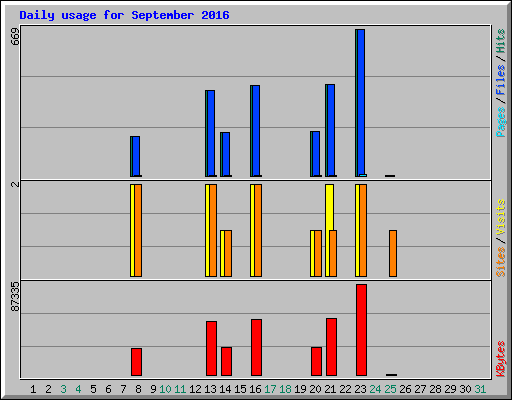 Daily usage for September 2016
669
Pages / Files / Hits
2
Sites / Visits
87335
KBytes
1 2 3 4 5 6 7 8 9 10 11 12 13 14 15 16 17 18 19 20 21 22 23 24 25 26 27 28 29 30 31